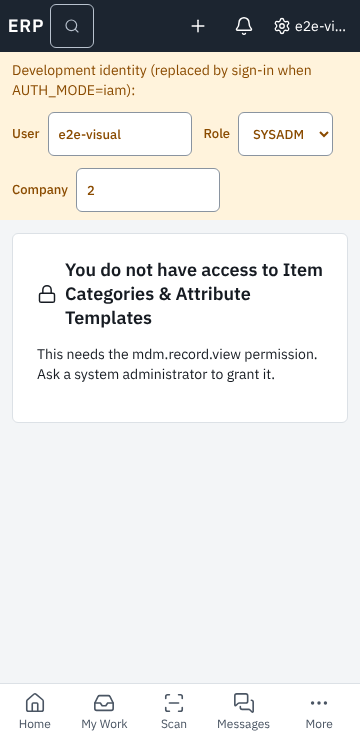 ERP
e2e-vi...
Development identity (replaced by sign-in when
AUTH_MODE=iam):
User e2e-visual Role SYSADM
Company 2
You do not have access to Item
Categories & Attribute
Templates
This needs the mdm.record.view permission.
Ask a system administrator to grant it.
Home My Work Scan Messages More